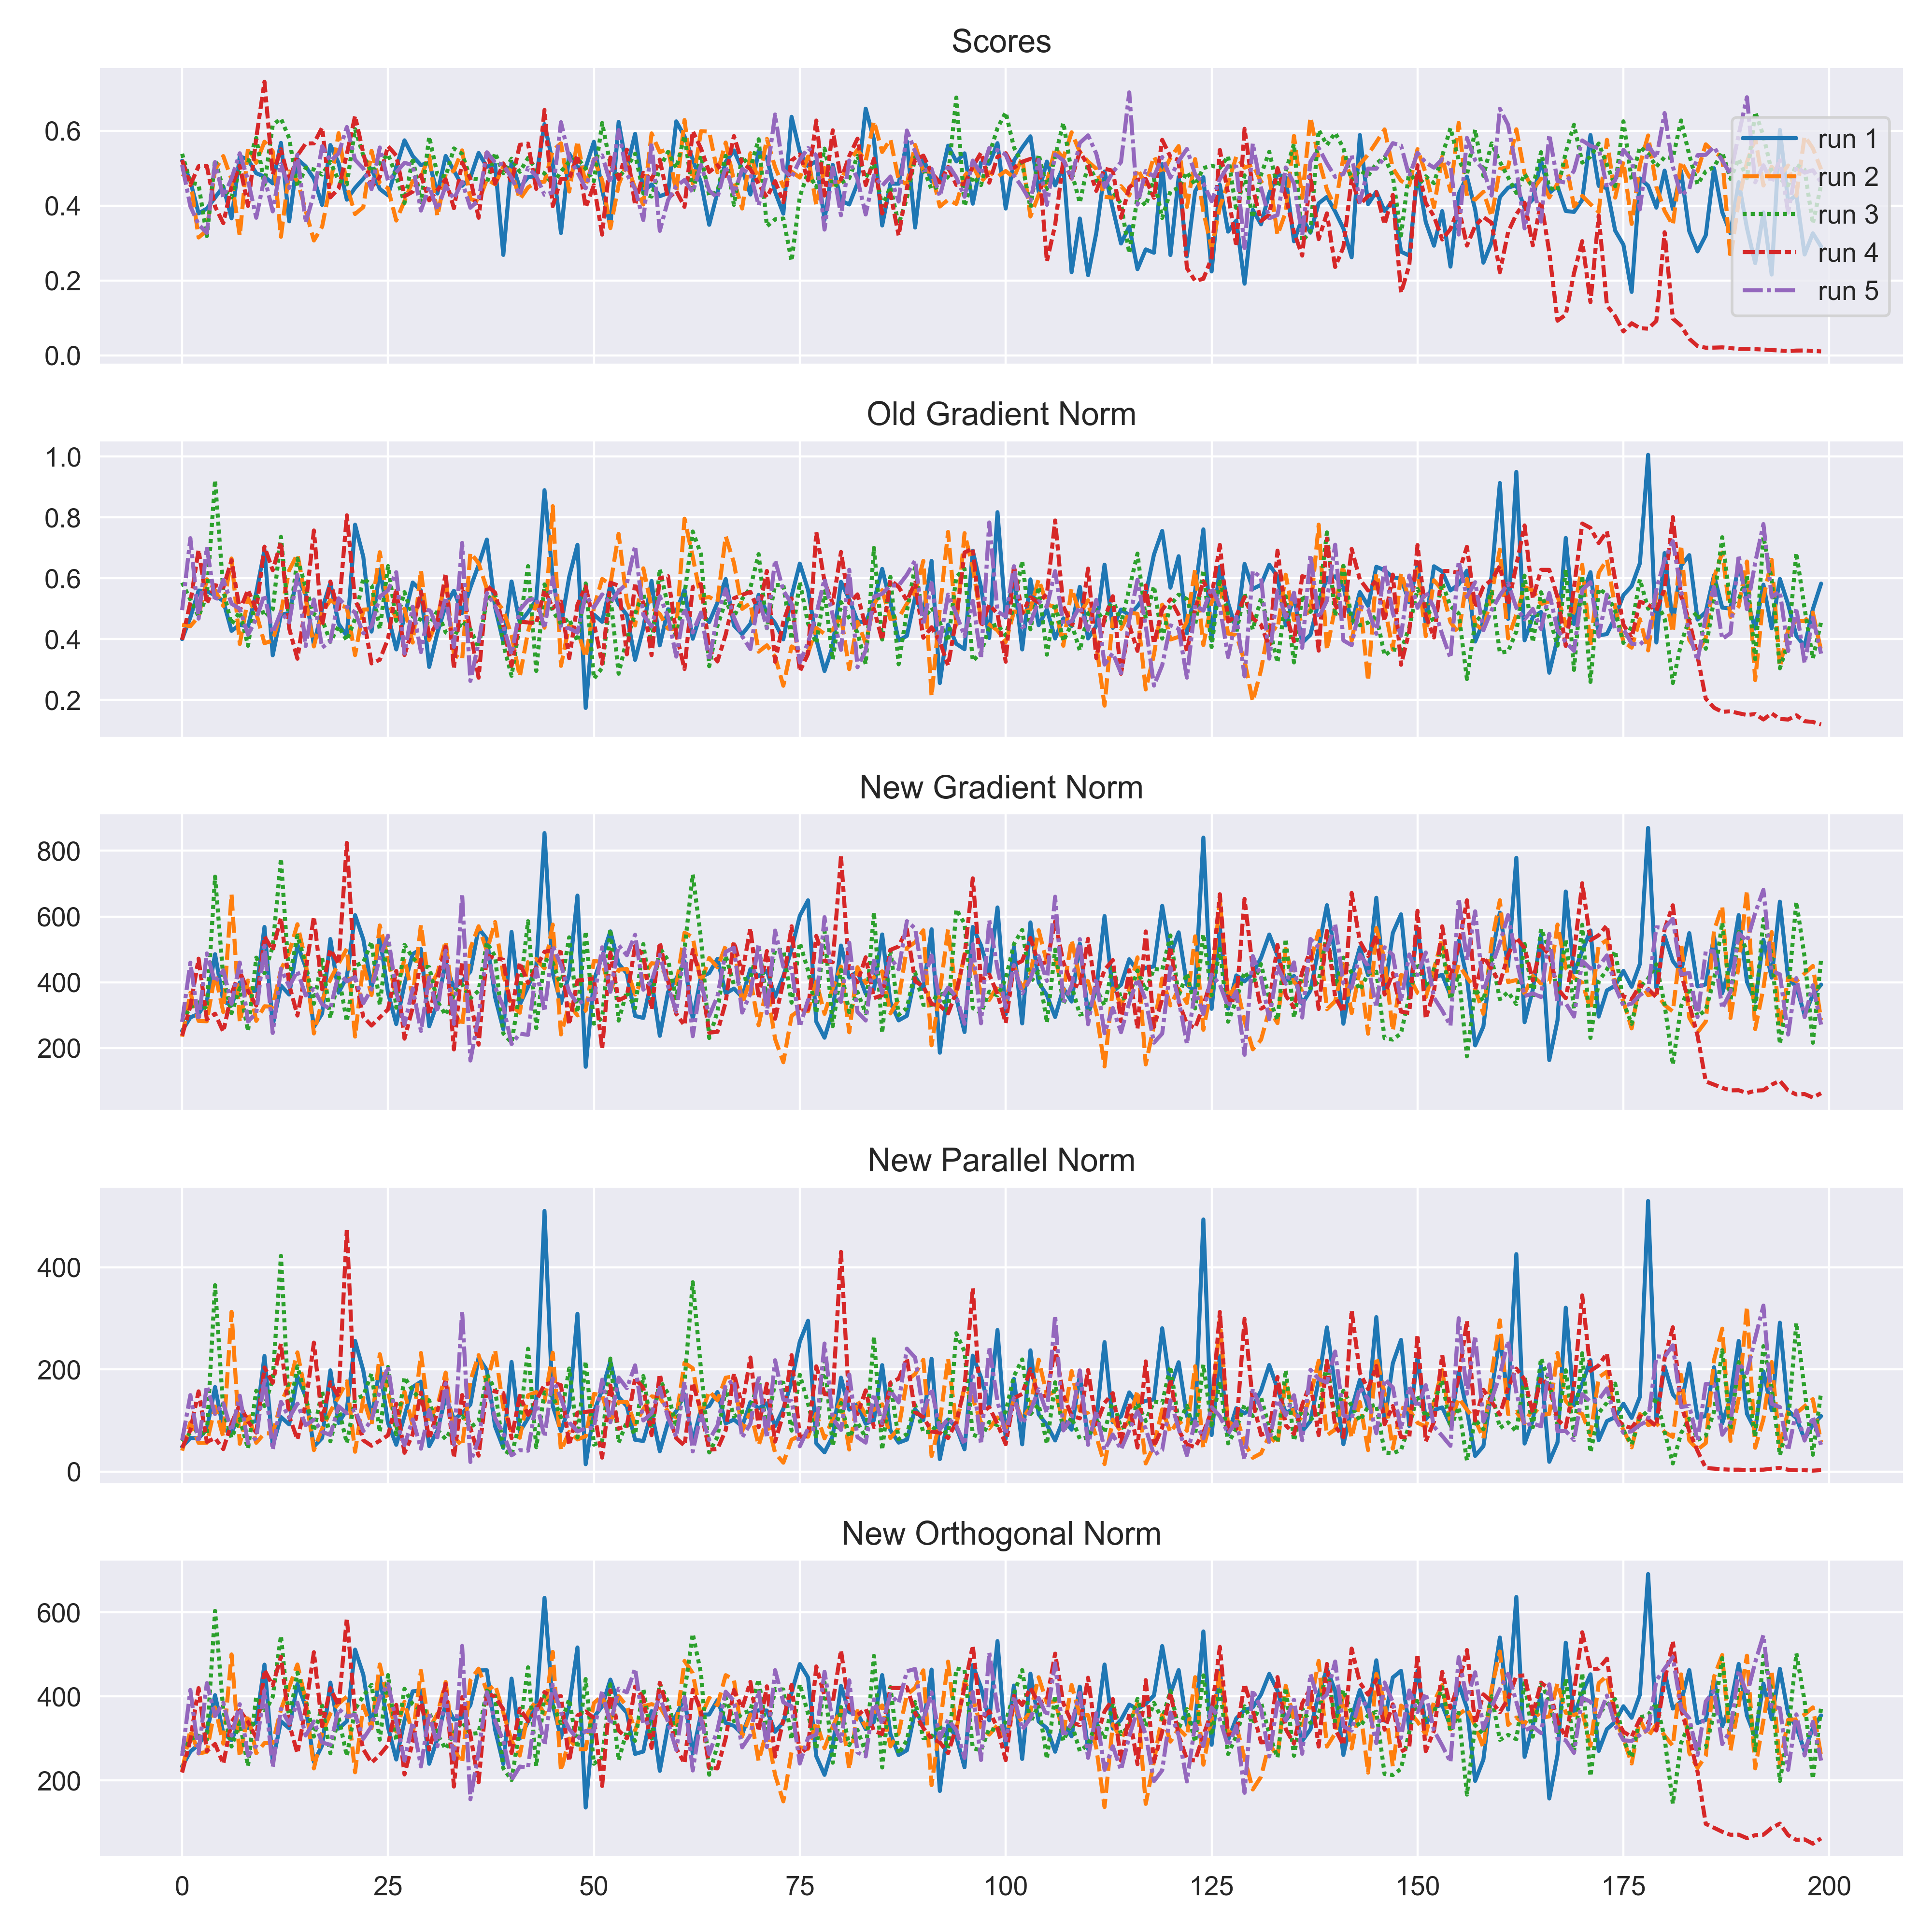 Scores
0.6
0.4
0.2
0.0
run 1
run 2
run 3
run 4
run 5
Old Gradient Norm
1.0
0.8
0.6
0.4
0.2
New Gradient Norm
800
600
400
200
New Parallel Norm
400
200
0
New Orthogonal Norm
600
400
200
0 25 50 75 100 125 150 175 200